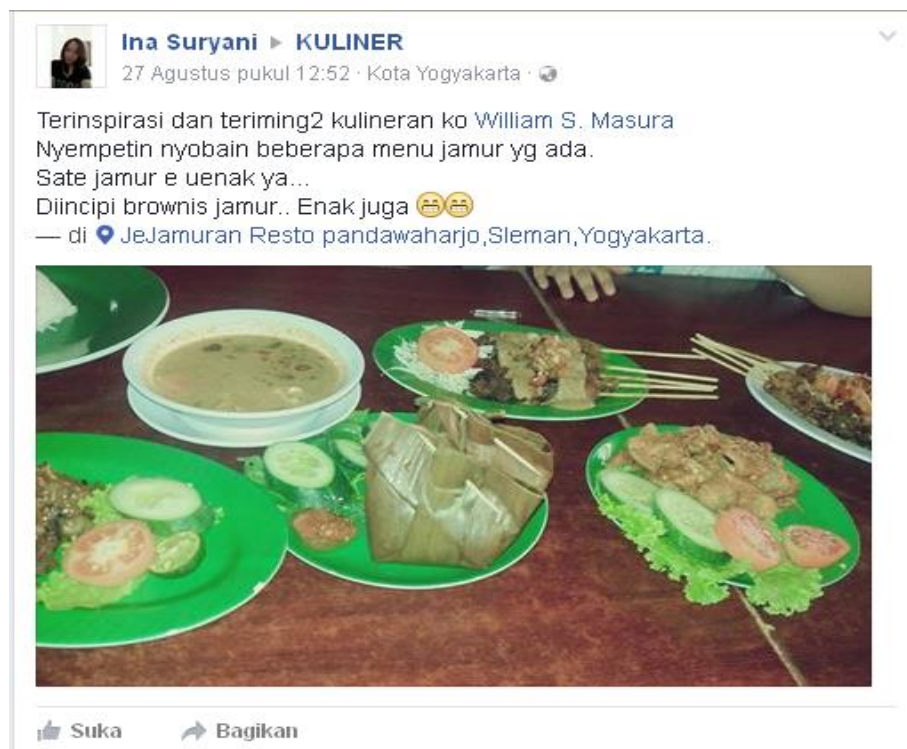 Ina Suryani ▶ KULINER
27 Agustus pukul 12:52 · Kota Yogyakarta ·
Terinspirasi dan teriming2 kulineran ko William S. Masura
Nyempetin nyobain beberapa menu jamur yg ada.
Sate jamur e uenak ya...
Diincipi brownis jamur.. Enak juga 😁😁
— di JeJamuran Resto pandawaharjo,Sleman,Yogyakarta.
Suka Bagikan